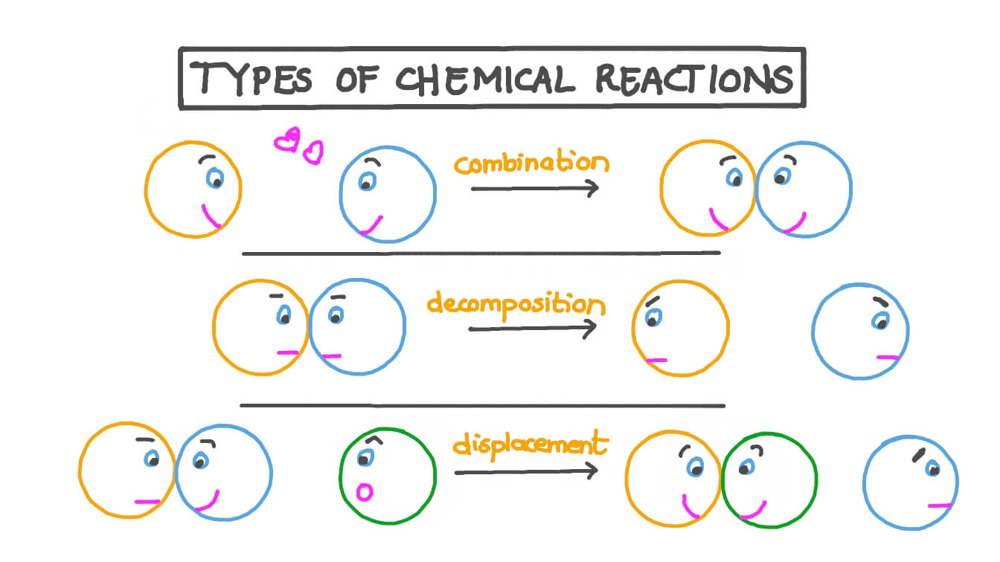 TYPES OF CHEMICAL REACTIONS
combination
decomposition
displacement